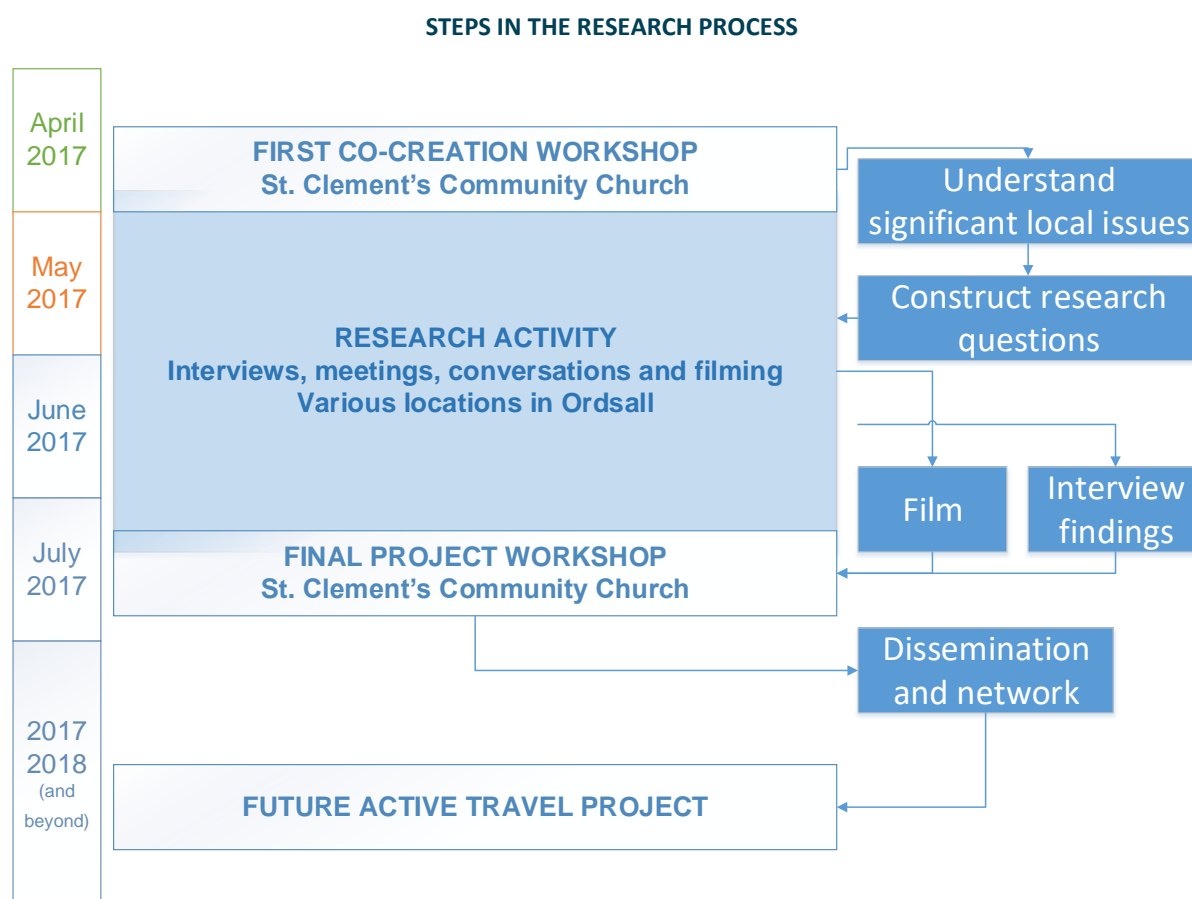 STEPS IN THE RESEARCH PROCESS
April
2017
FIRST CO-CREATION WORKSHOP
St. Clement's Community Church
Understand
significant local issues
May
2017
Construct research
questions
RESEARCH ACTIVITY
Interviews, meetings, conversations and filming
Various locations in Ordsall
June
2017
Film
Interview
findings
July
2017
FINAL PROJECT WORKSHOP
St. Clement's Community Church
Dissemination
and network
2017
2018
(and
beyond)
FUTURE ACTIVE TRAVEL PROJECT